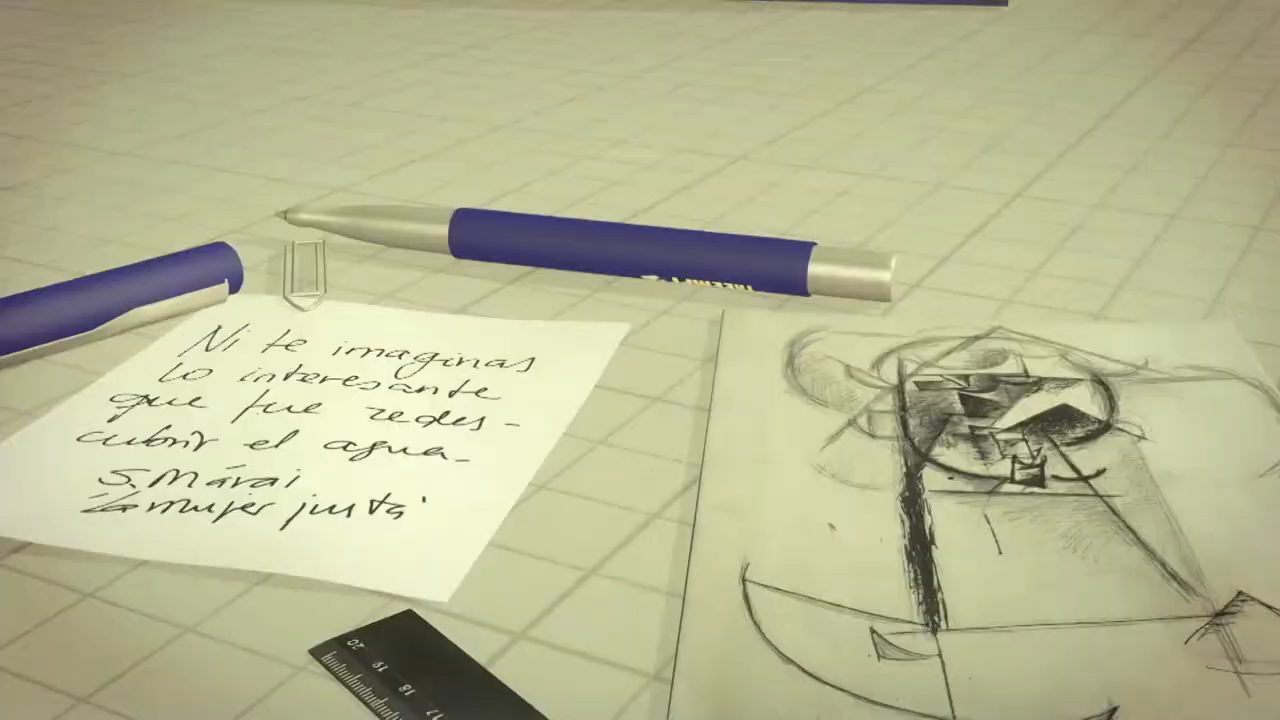 Ni te imaginas
lo interesante
que fue redes-
cubrir el agua.
S. Márai
"La mujer justa"
20 19 18 17